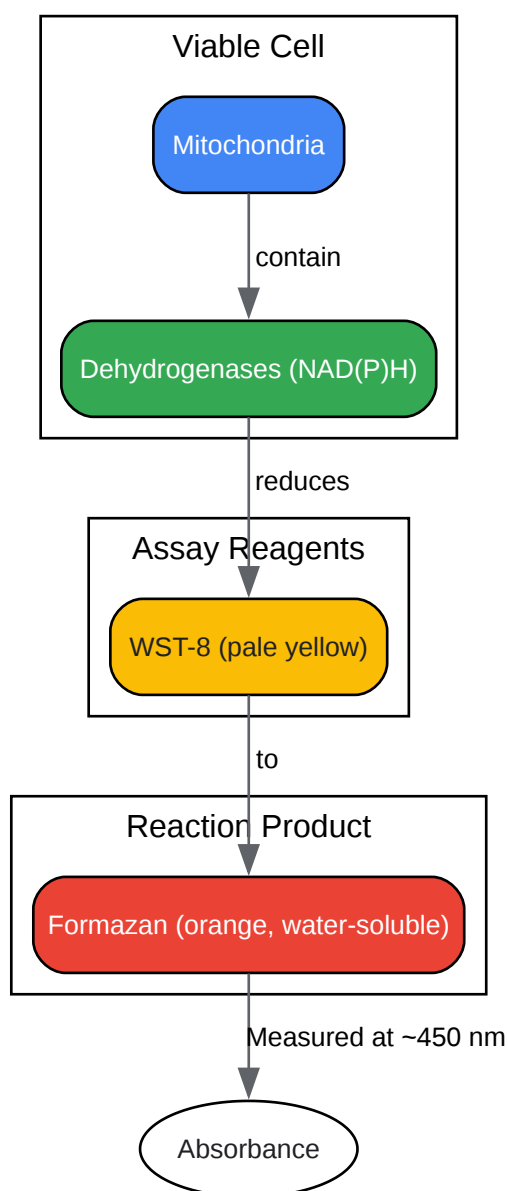 Viable Cell
Mitochondria
contain
Dehydrogenases (NAD(P)H)
reduces
Assay Reagents
WST-8 (pale yellow)
to
Reaction Product
Formazan (orange, water-soluble)
Measured at ~450 nm
Absorbance